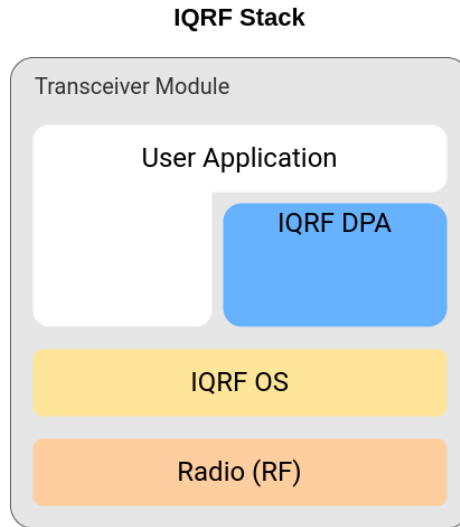 IQRF Stack
Transceiver Module
User Application
IQRF DPA
IQRF OS
Radio (RF)